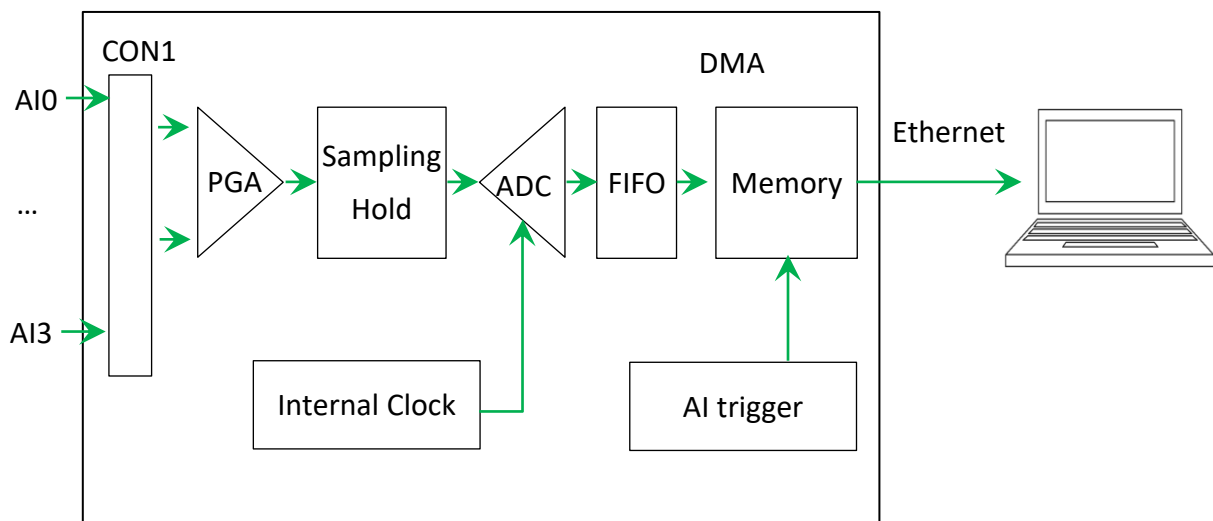 CON1
DMA
AI0
Ethernet
Sampling
Hold
PGA
ADC
FIFO
Memory
...
AI3
Internal Clock
AI trigger